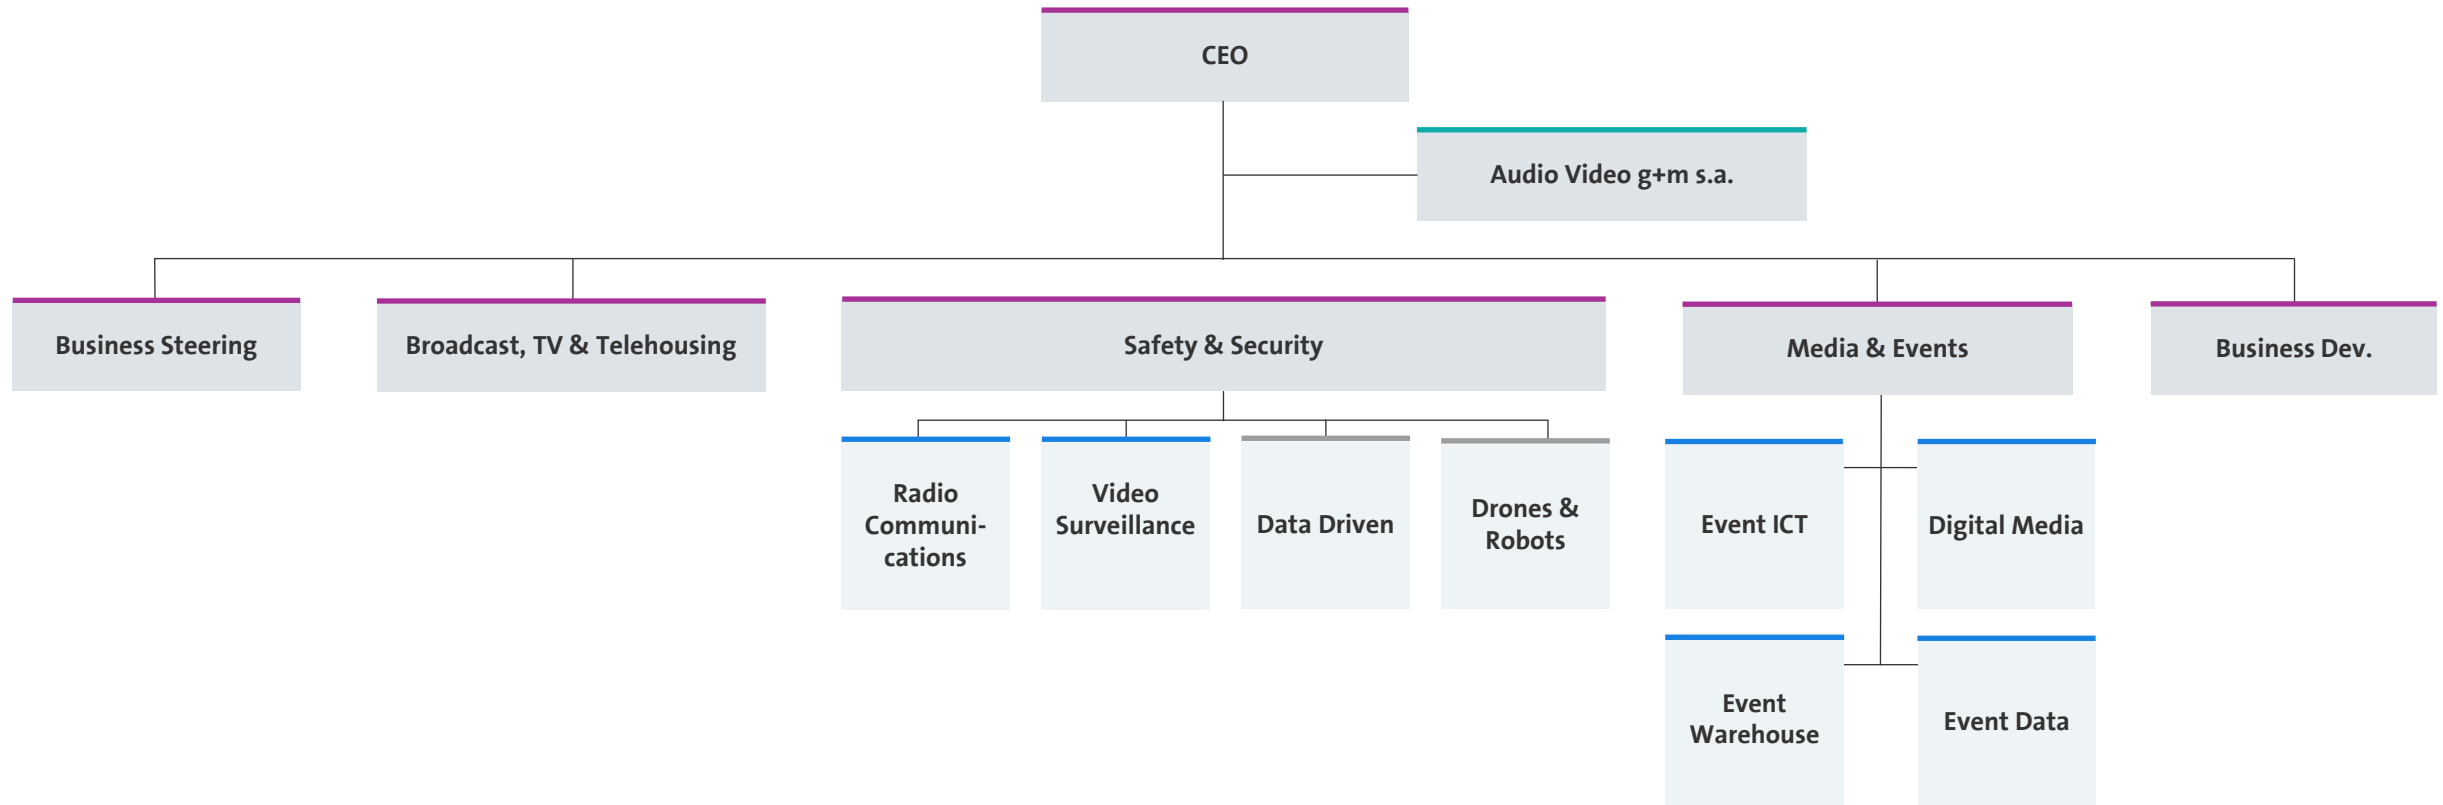 CEO
Audio Video g+m s.a.
Business Steering
Broadcast, TV & Telehousing
Safety & Security
Media & Events
Business Dev.
Radio
Communi-
cations
Video
Surveillance
Data Driven
Drones &
Robots
Event ICT
Digital Media
Event
Warehouse
Event Data